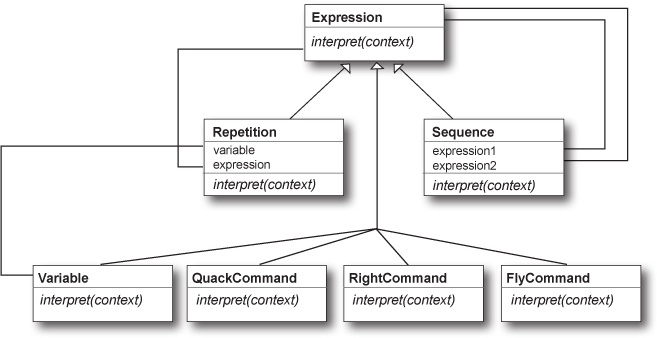 Expression
interpret(context)
Repetition
variable
expression
interpret(context)
Sequence
expression1
expression2
interpret(context)
Variable
interpret(context)
QuackCommand
interpret(context)
RightCommand
interpret(context)
FlyCommand
interpret(context)